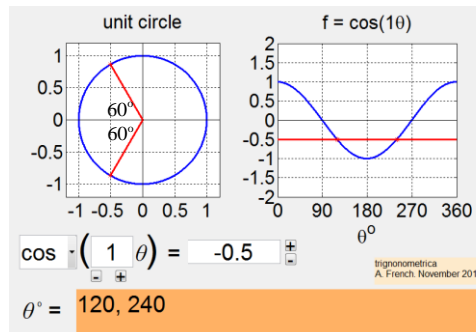 unit circle
f = cos(1θ)
1
0.5
0
-0.5
-1
60°
60°
-1 -0.5 0 0.5 1
2
1.5
1
0.5
0
-0.5
-1
-1.5
-2
0 90 180 270 360
θ°
cos (1 θ) = -0.5
- +
+
-
trignonometrica
A. French. November 201
θ° = 120, 240